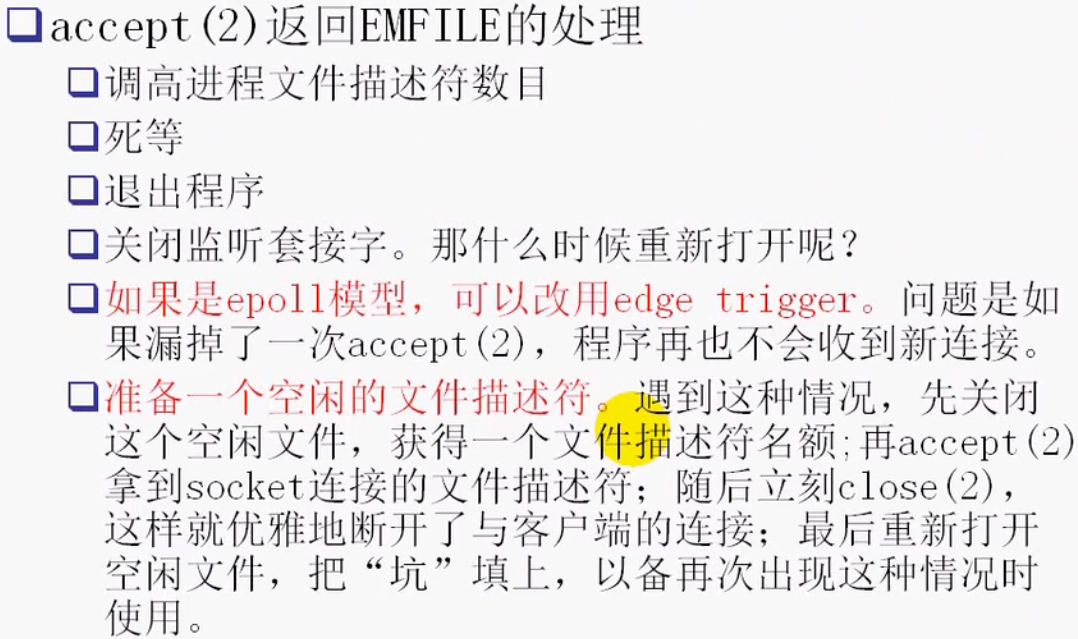 accept(2)返回EMFILE的处理
调高进程文件描述符数目
死等
退出程序
关闭监听套接字。那什么时候重新打开呢？
如果是epoll模型，可以改用edge trigger。问题是如
果漏掉了一次accept(2)，程序再也不会收到新连接。
准备一个空闲的文件描述符。遇到这种情况，先关闭
这个空闲文件，获得一个文件描述符名额;再accept(2)
拿到socket连接的文件描述符；随后立刻close(2)，
这样就优雅地断开了与客户端的连接；最后重新打开
空闲文件，把“坑”填上，以备再次出现这种情况时
使用。